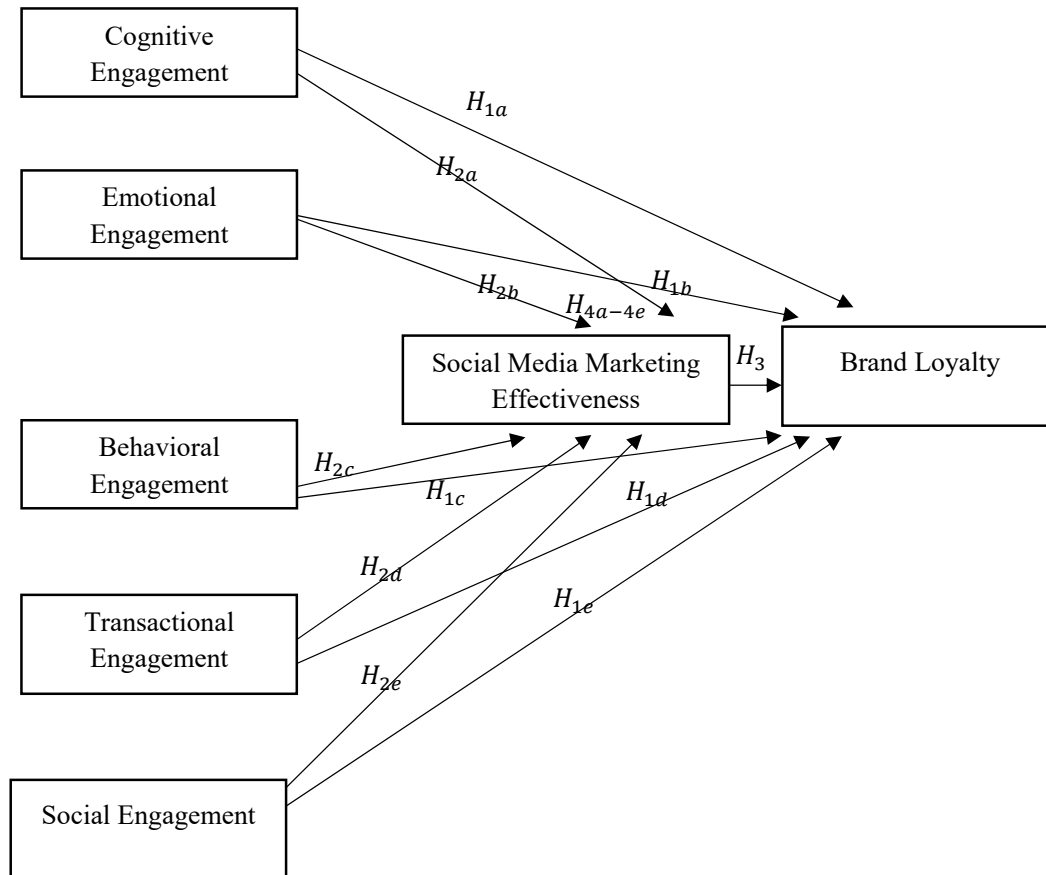 Cognitive
Engagement
H₁ₐ
H₂ₐ
Emotional
Engagement
H₂b
H₁b
H₄ₐ₋₄ₑ
Social Media Marketing
Effectiveness
H₃
Brand Loyalty
Behavioral
Engagement
H₂c
H₁c
H₁d
H₂d
Transactional
Engagement
H₁ₑ
H₂ₑ
Social Engagement